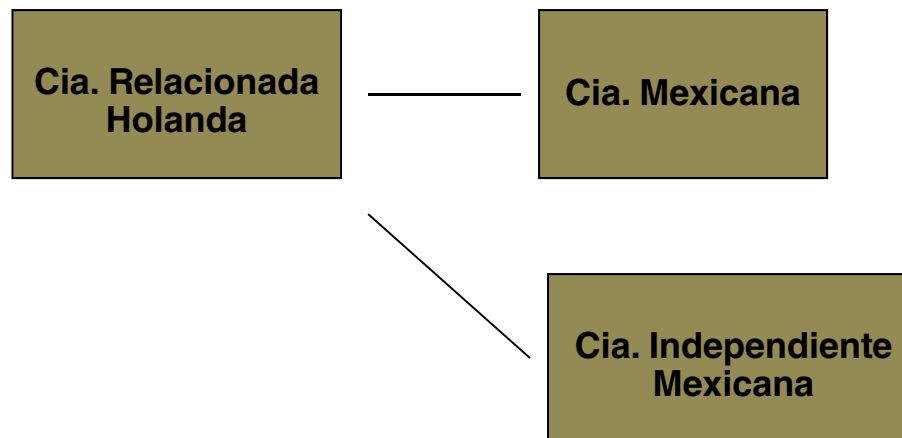 Cia. Relacionada
Holanda
Cia. Mexicana
Cia. Independiente
Mexicana